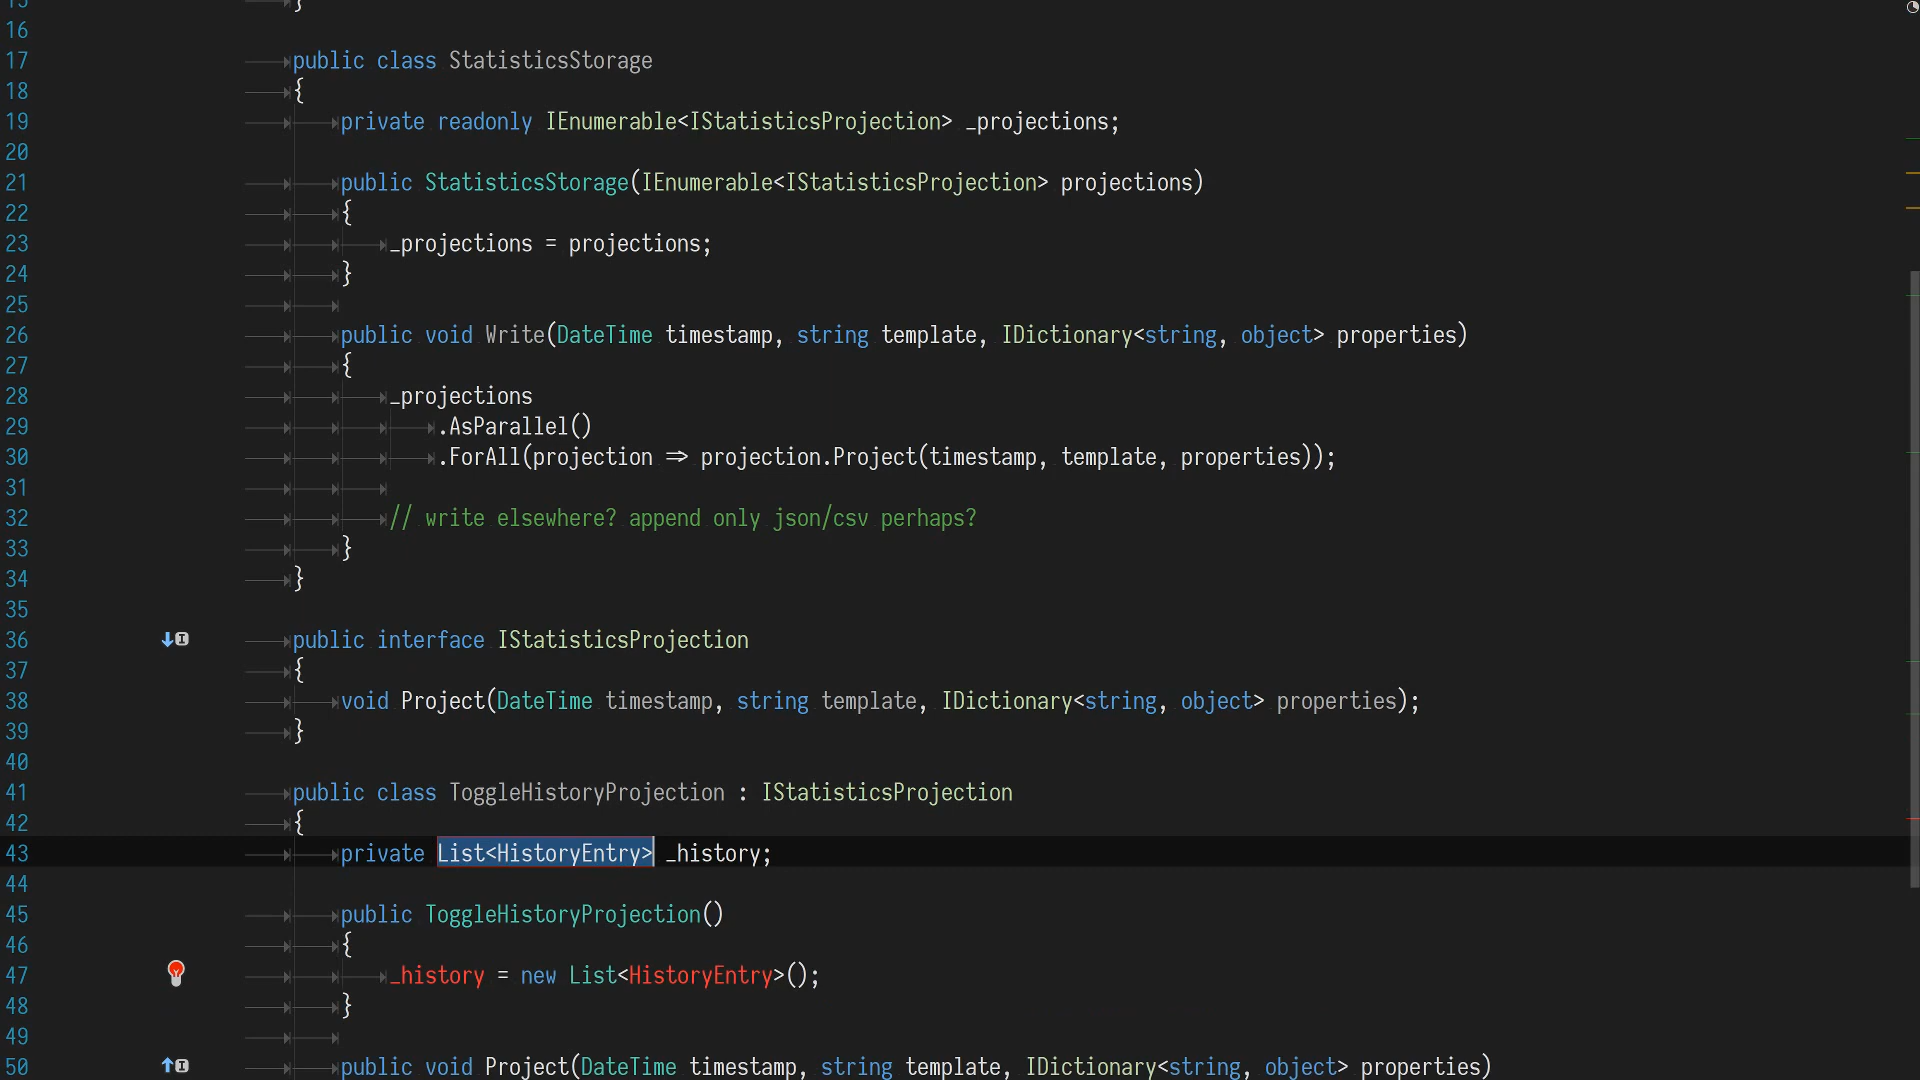 15 }
16
17 public class StatisticsStorage
18 {
19 private readonly IEnumerable<IStatisticsProjection> _projections;
20
21 public StatisticsStorage(IEnumerable<IStatisticsProjection> projections)
22 {
23 _projections = projections;
24 }
25
26 public void Write(DateTime timestamp, string template, IDictionary<string, object> properties)
27 {
28 _projections
29 .AsParallel()
30 .ForAll(projection => projection.Project(timestamp, template, properties));
31
32 // write elsewhere? append only json/csv perhaps?
33 }
34 }
35
36 public interface IStatisticsProjection
37 {
38 void Project(DateTime timestamp, string template, IDictionary<string, object> properties);
39 }
40
41 public class ToggleHistoryProjection : IStatisticsProjection
42 {
43 private List<HistoryEntry> _history;
44
45 public ToggleHistoryProjection()
46 {
47 _history = new List<HistoryEntry>();
48 }
49
50 public void Project(DateTime timestamp, string template, IDictionary<string, object> properties)